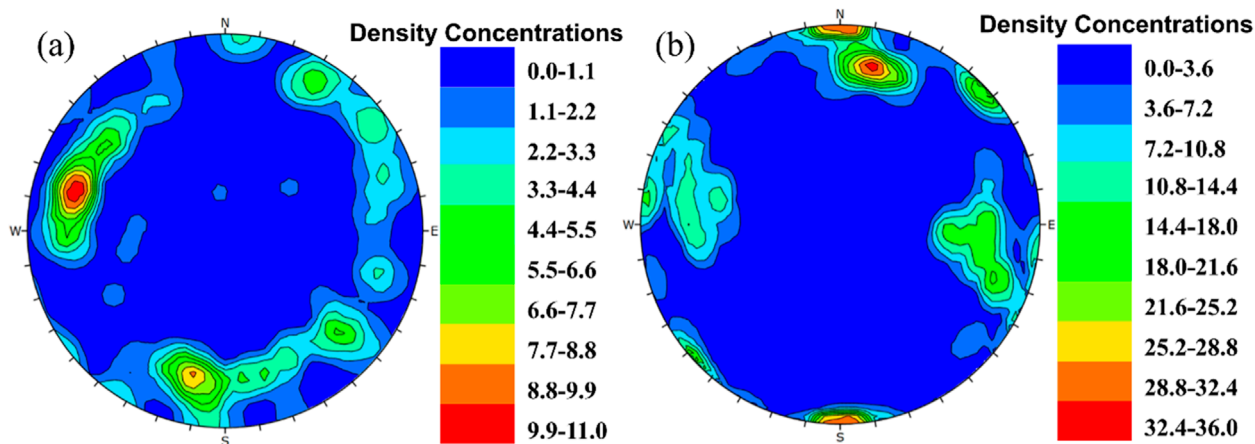 (a)
N
W
E
S
Density Concentrations
0.0-1.1
1.1-2.2
2.2-3.3
3.3-4.4
4.4-5.5
5.5-6.6
6.6-7.7
7.7-8.8
8.8-9.9
9.9-11.0
(b)
N
W
E
S
Density Concentrations
0.0-3.6
3.6-7.2
7.2-10.8
10.8-14.4
14.4-18.0
18.0-21.6
21.6-25.2
25.2-28.8
28.8-32.4
32.4-36.0